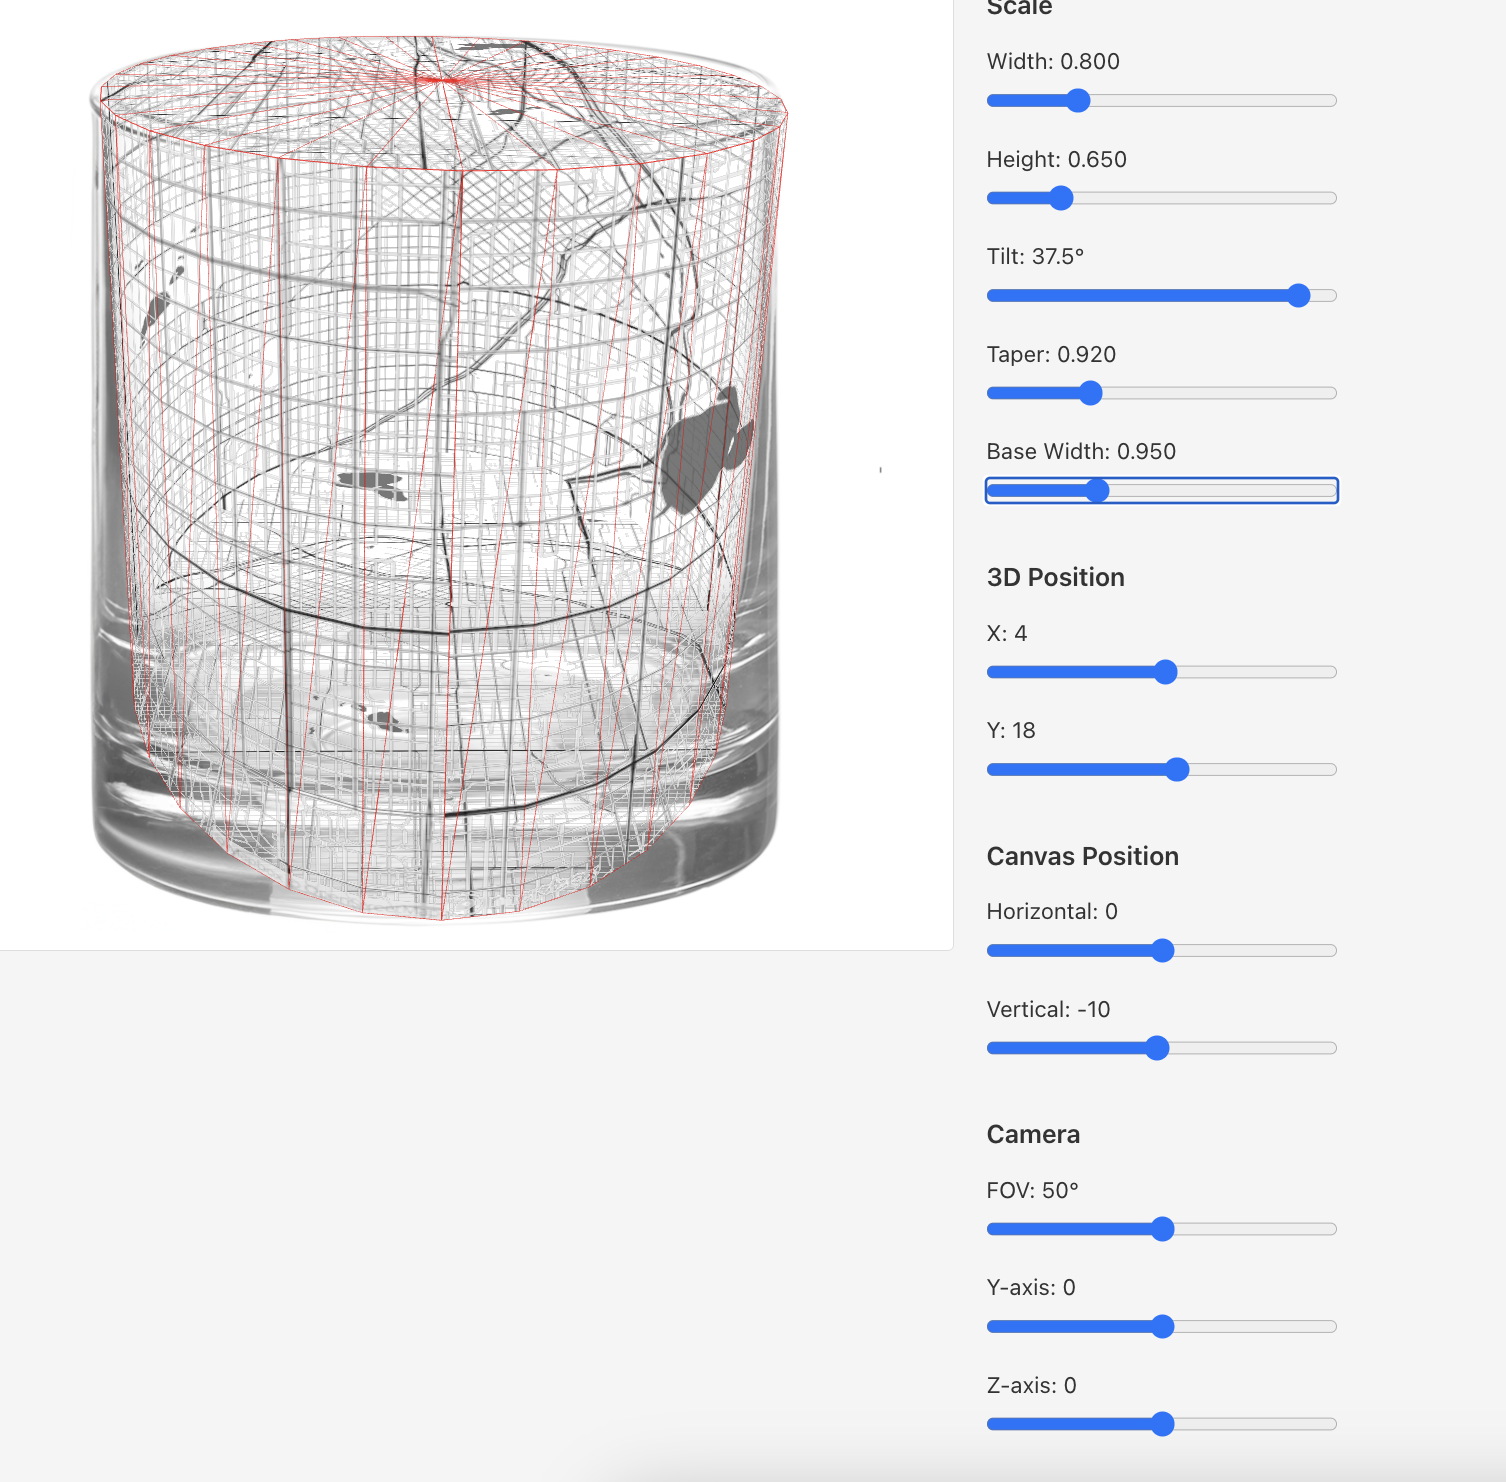 Scale
Width: 0.800
Height: 0.650
Tilt: 37.5°
Taper: 0.920
Base Width: 0.950
3D Position
X: 4
Y: 18
Canvas Position
Horizontal: 0
Vertical: -10
Camera
FOV: 50°
Y-axis: 0
Z-axis: 0